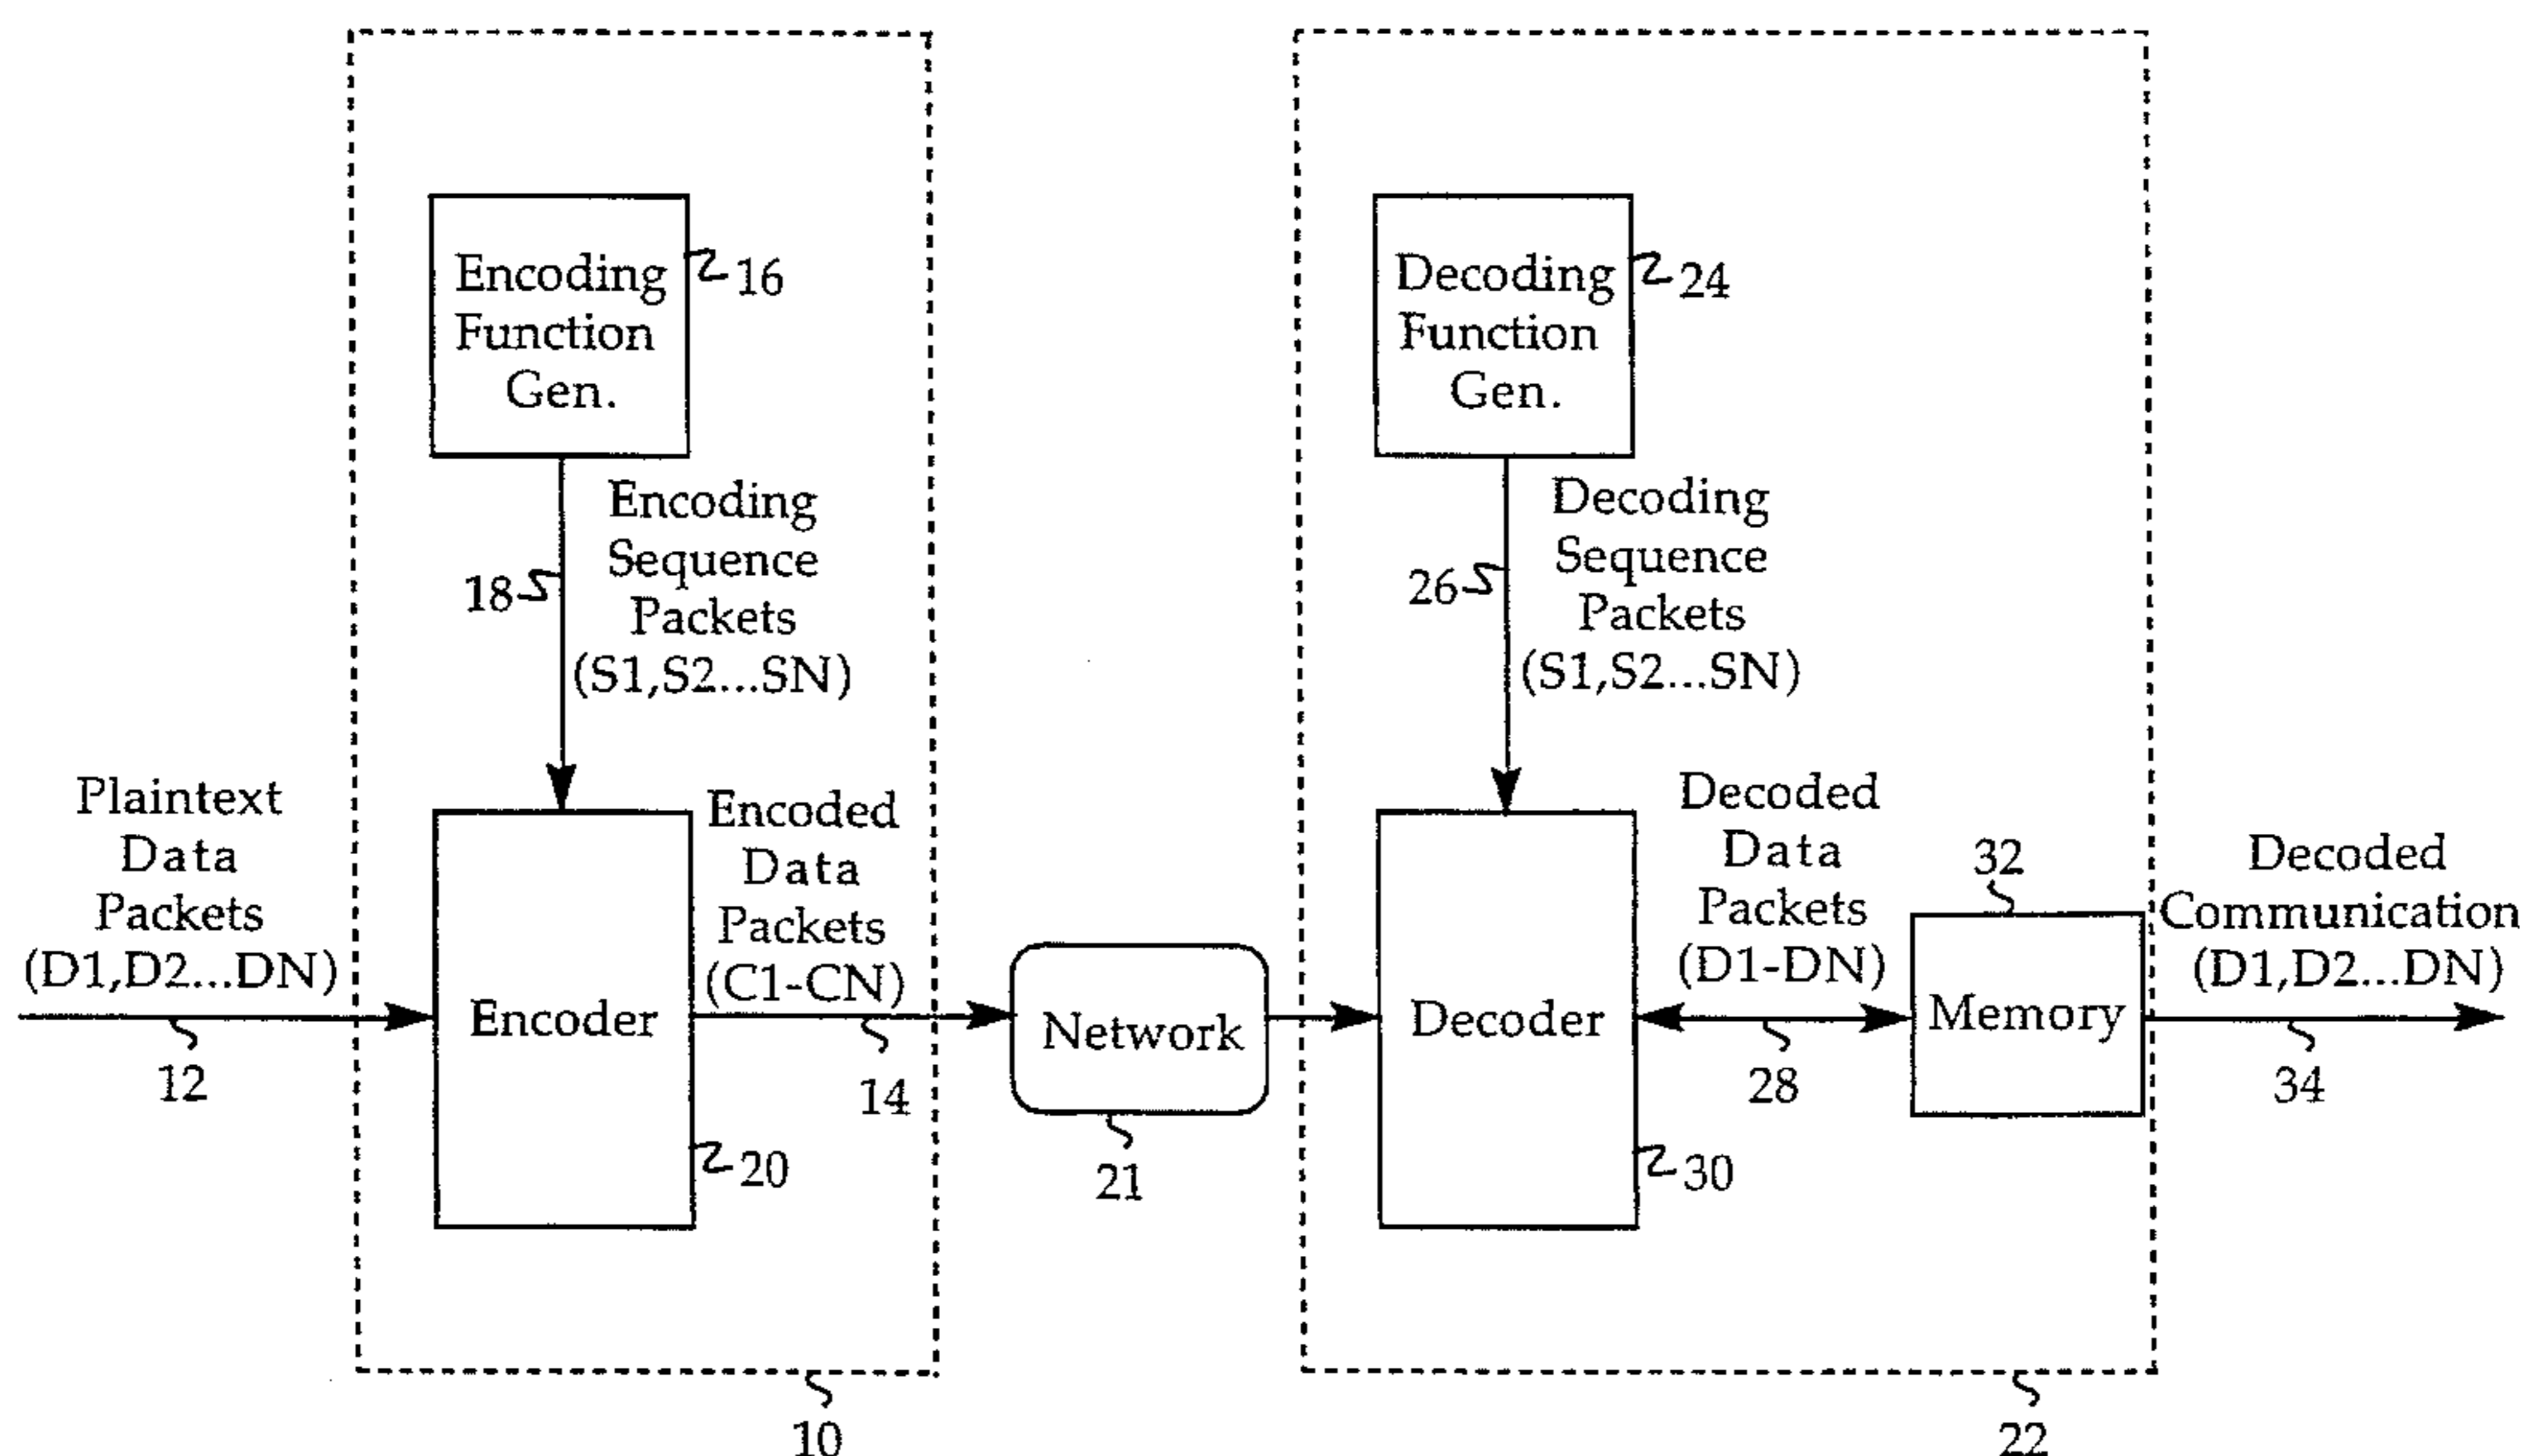 Encoding
Function
Gen.
16
Decoding
Function
Gen.
24
Encoding
Sequence
Packets
(S1,S2...SN)
18
Decoding
Sequence
Packets
(S1,S2...SN)
26
Plaintext
Data
Packets
(D1,D2...DN)
12
Encoder
20
Encoded
Data
Packets
(C1-CN)
14
Network
21
Decoder
30
Decoded
Data
Packets
(D1-DN)
28
32
Memory
Decoded
Communication
(D1,D2...DN)
34
10
22